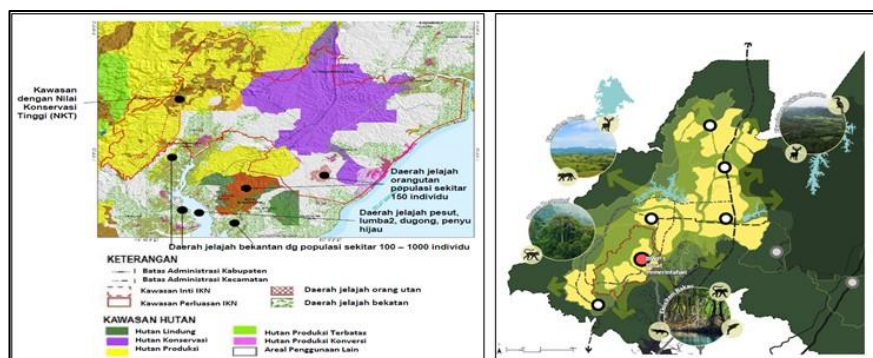 Kawasan
dengan Nilai
Konservasi
Tinggi (NKT)
Daerah jelajah
orangutan
populasi sekitar
150 individu
Daerah jelajah pesut,
lumba2, dugong, penyu
hijau
Daerah jelajah bekantan dg populasi sekitar 100 – 1000 individu
KETERANGAN
Batas Administrasi Kabupaten
Batas Administrasi Kecamatan
Kawasan Inti IKN
Kawasan Perluasan IKN
Daerah jelajah orang utan
Daerah jelajah bekatan
KAWASAN HUTAN
Hutan Lindung
Hutan Konservasi
Hutan Produksi
Hutan Produksi Terbatas
Hutan Produksi Konversi
Areal Penggunaan Lain